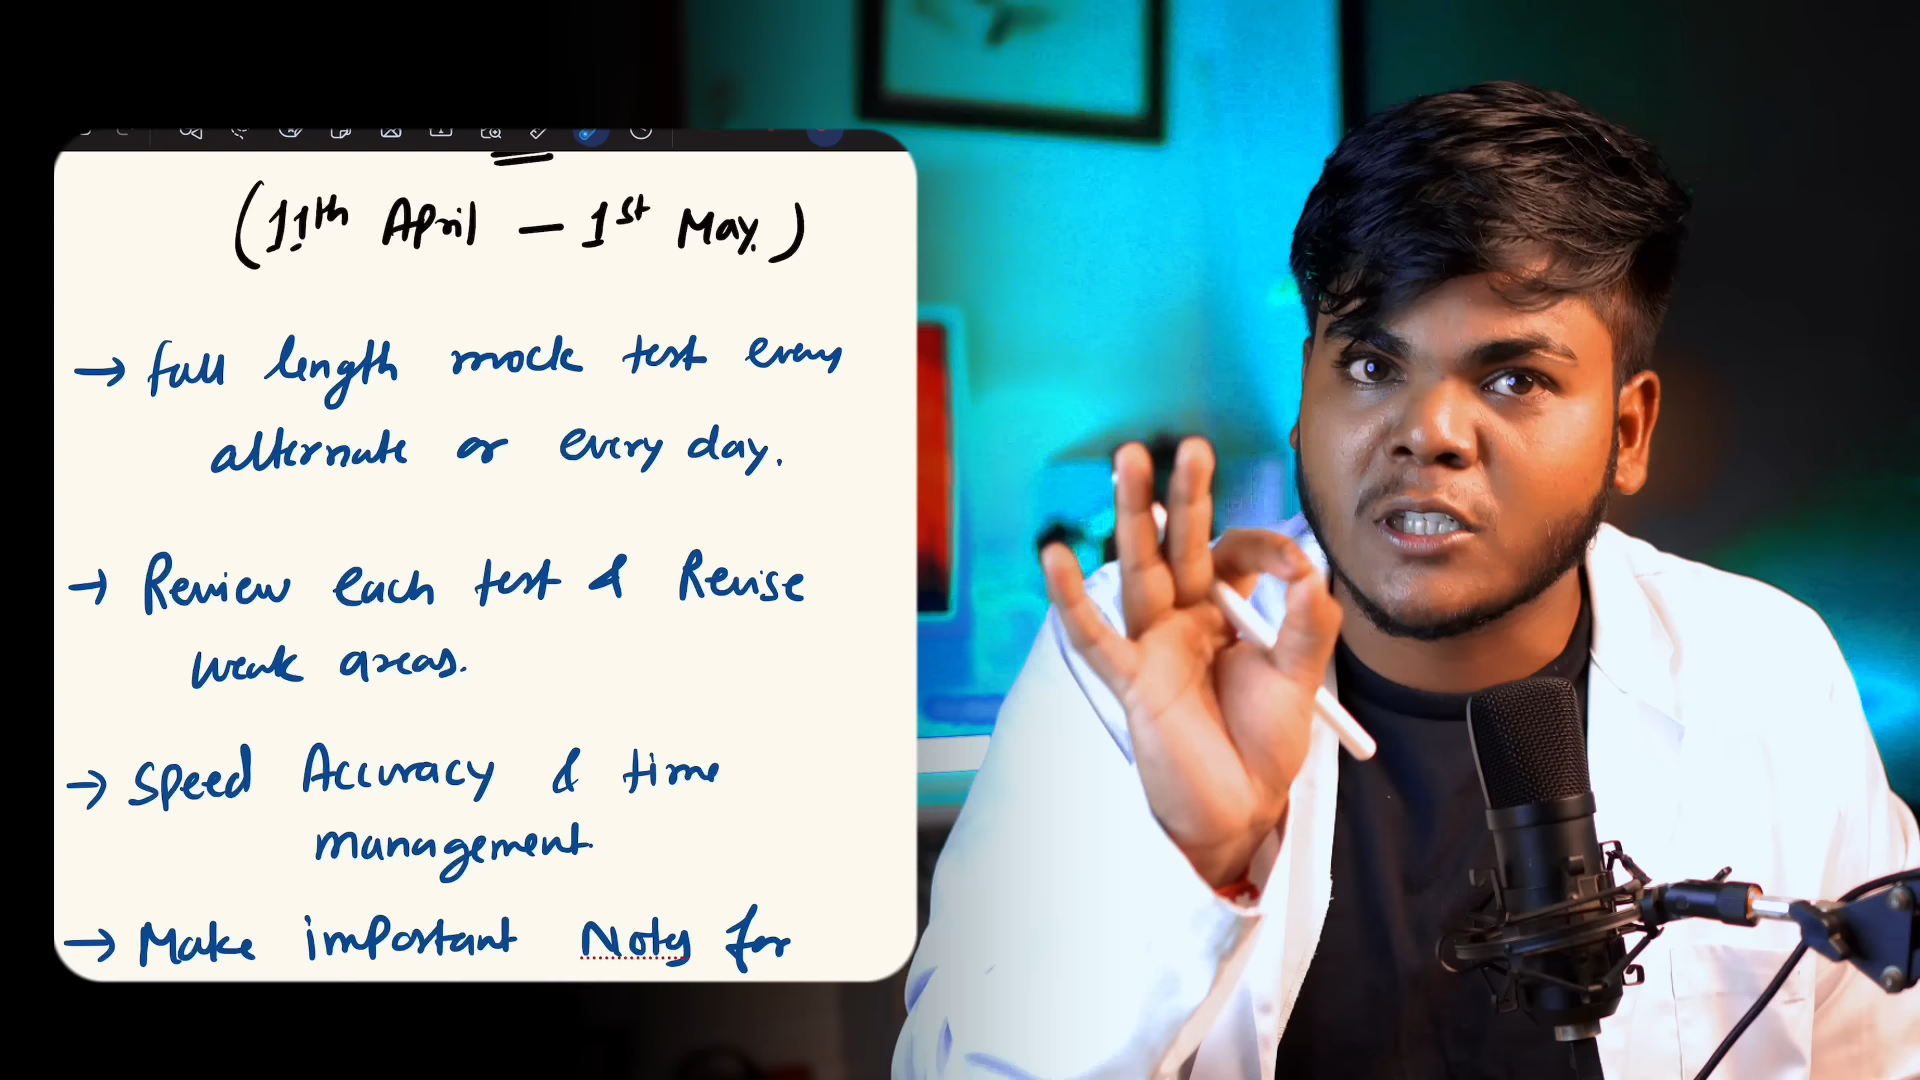 (11th April — 1st May.)
→ full length mock test every
alternate or every day.
→ Review each test & Revise
weak areas.
→ Speed Accuracy & time
management.
→ Make important Notes for